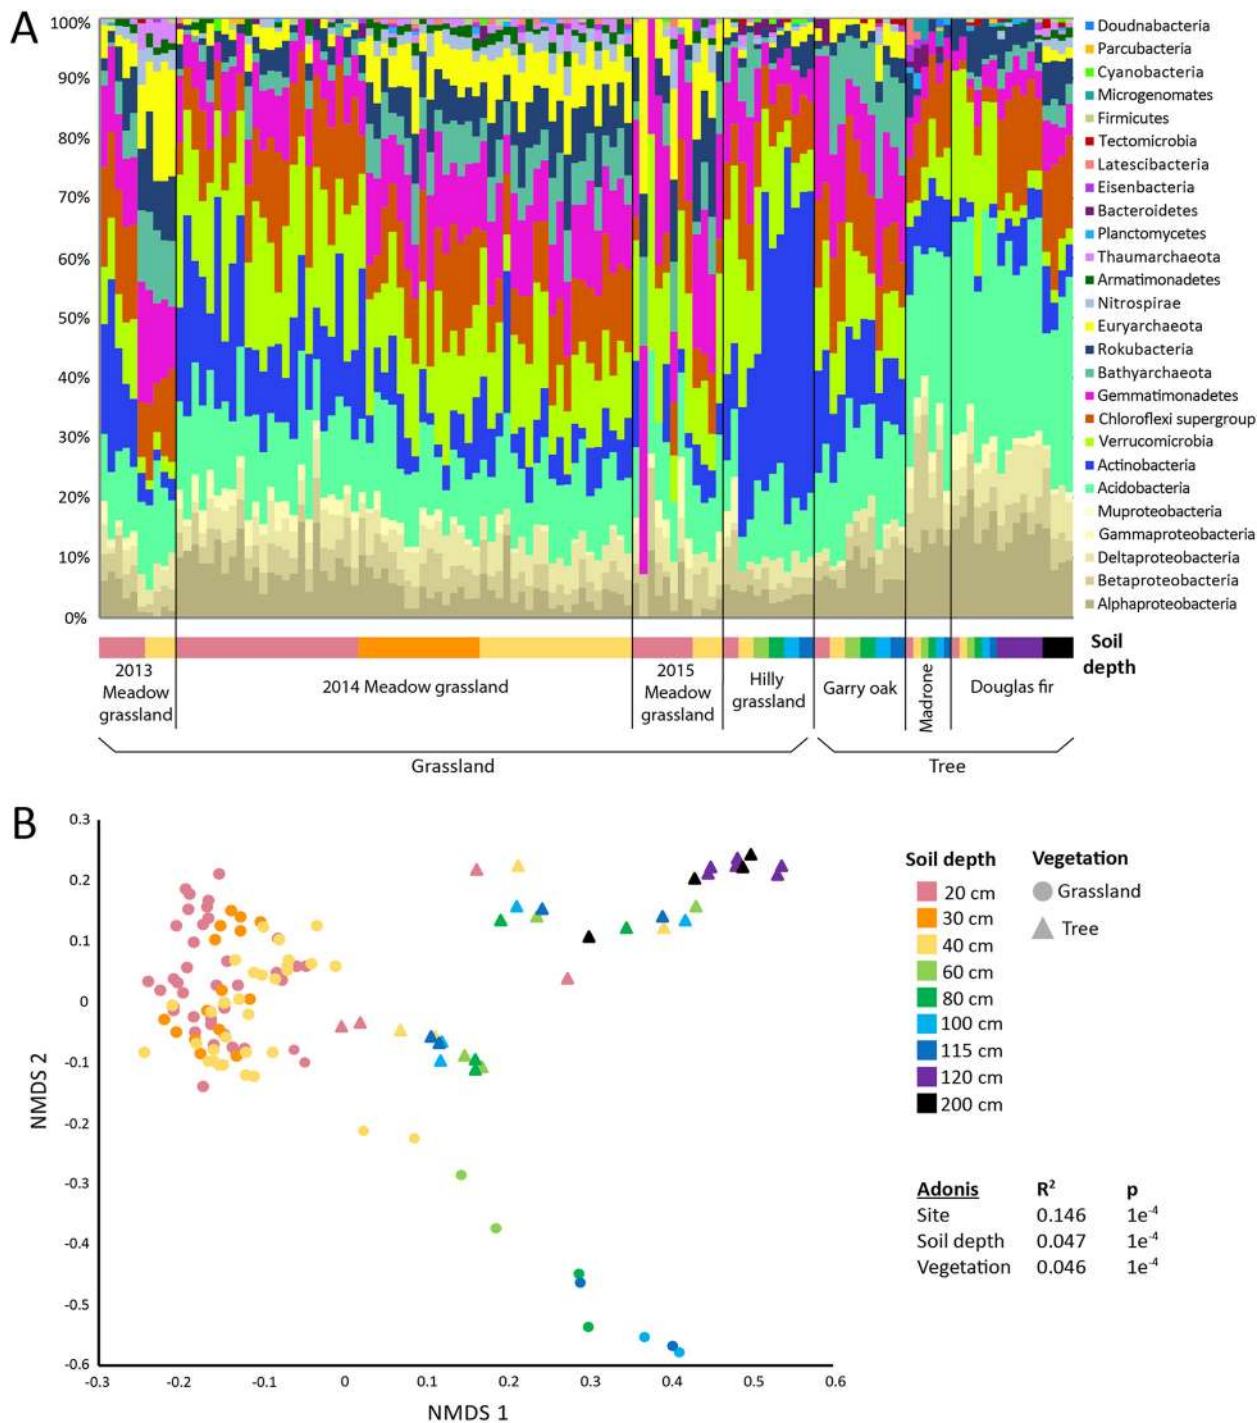 A
100%
90%
80%
70%
60%
50%
40%
30%
20%
10%
0%
Doudnabacteria
Parcubacteria
Cyanobacteria
Microgenomates
Firmicutes
Tectomicrobia
Latescibacteria
Eisenbacteria
Bacteroidetes
Planctomycetes
Thaumarchaeota
Armatimonadetes
Nitrospirae
Euryarchaeota
Rokubacteria
Bathyarchaeota
Gemmatimonadetes
Chloroflexi supergroup
Verrucomicrobia
Actinobacteria
Acidobacteria
Muproteobacteria
Gammaproteobacteria
Deltaproteobacteria
Betaproteobacteria
Alphaproteobacteria
Soil
depth
2013
Meadow
grassland
2014 Meadow grassland
2015
Meadow
grassland
Hilly
grassland
Garry oak
Madrone
Douglas fir
Grassland
Tree
B
0.3
0.2
0.1
0
-0.1
-0.2
-0.3
-0.4
-0.5
-0.6
NMDS 2
-0.3 -0.2 -0.1 0 0.1 0.2 0.3 0.4 0.5 0.6
NMDS 1
Soil depth
20 cm
30 cm
40 cm
60 cm
80 cm
100 cm
115 cm
120 cm
200 cm
Vegetation
Grassland
Tree
Adonis R² p
Site 0.146 1e⁻⁴
Soil depth 0.047 1e⁻⁴
Vegetation 0.046 1e⁻⁴